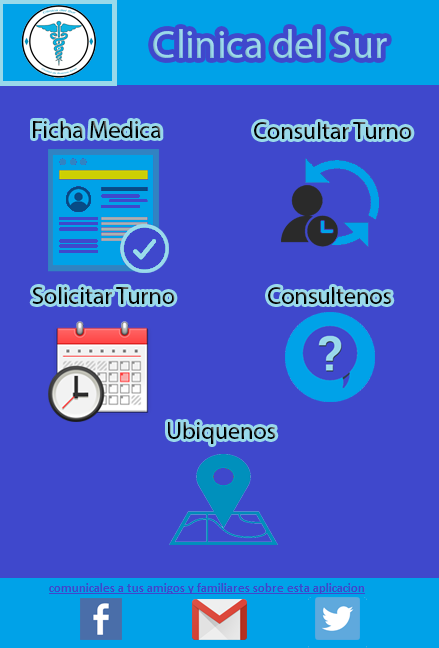 Clinica del Sur
Ficha Medica
Consultar Turno
Solicitar Turno
Consultenos
?
Ubiquenos
comunicales a tus amigos y familiares sobre esta aplicacion